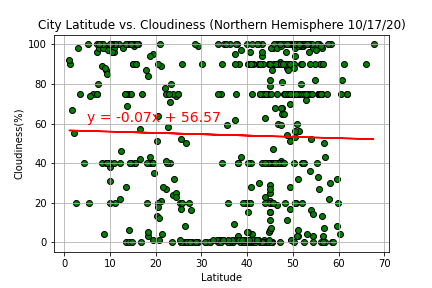 City Latitude vs. Cloudiness (Northern Hemisphere 10/17/20)
100
80
60
40
20
0
Cloudiness(%)
y = -0.07x + 56.57
0 10 20 30 40 50 60 70
Latitude